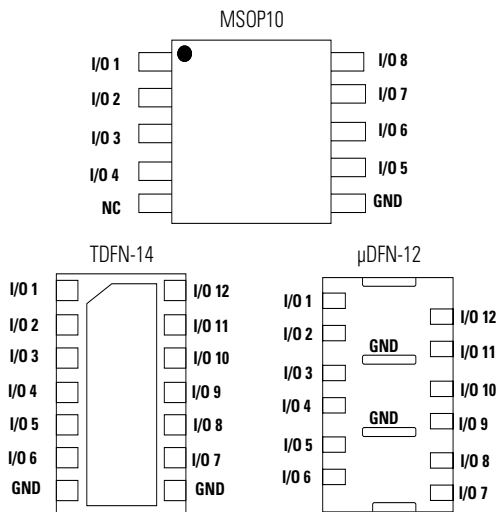 MSOP10
I/O 1
I/O 2
I/O 3
I/O 4
NC
I/O 8
I/O 7
I/O 6
I/O 5
GND
TDFN-14
I/O 1
I/O 2
I/O 3
I/O 4
I/O 5
I/O 6
GND
I/O 12
I/O 11
I/O 10
I/O 9
I/O 8
I/O 7
GND
µDFN-12
I/O 1
I/O 2
I/O 3
I/O 4
I/O 5
I/O 6
GND
GND
I/O 12
I/O 11
I/O 10
I/O 9
I/O 8
I/O 7